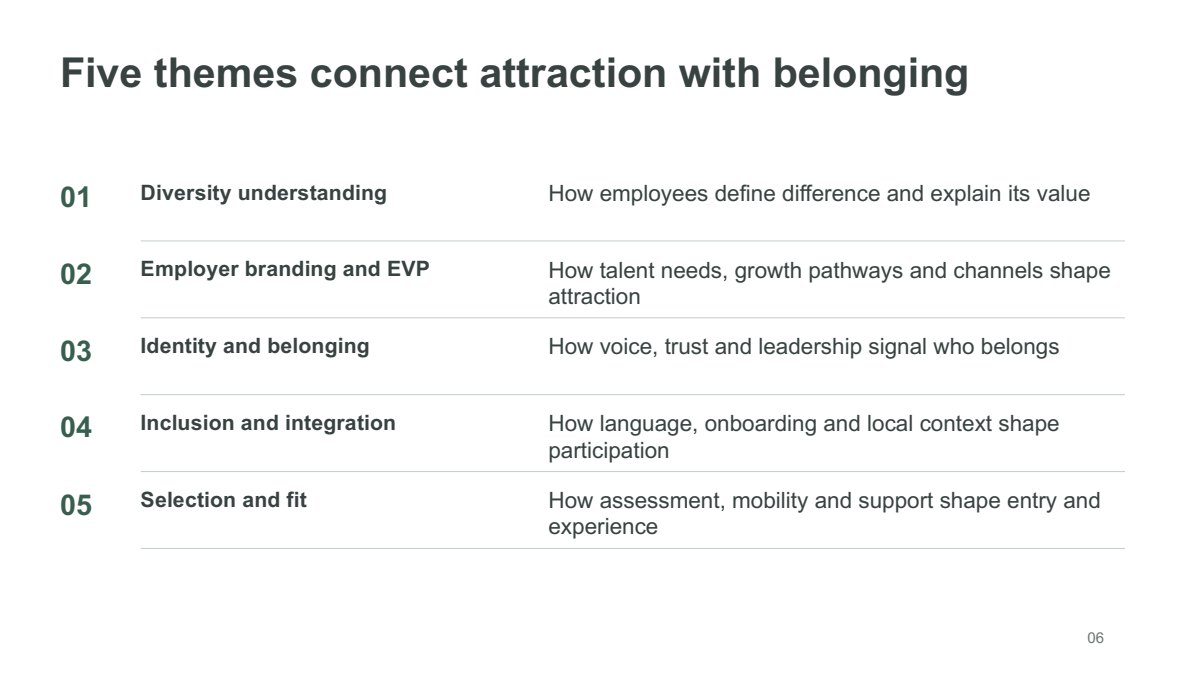 Five themes connect attraction with belonging
01
Diversity understanding
How employees define difference and explain its value
02
Employer branding and EVP
How talent needs, growth pathways and channels shape
attraction
03
Identity and belonging
How voice, trust and leadership signal who belongs
04
Inclusion and integration
How language, onboarding and local context shape
participation
05
Selection and fit
How assessment, mobility and support shape entry and
experience
06